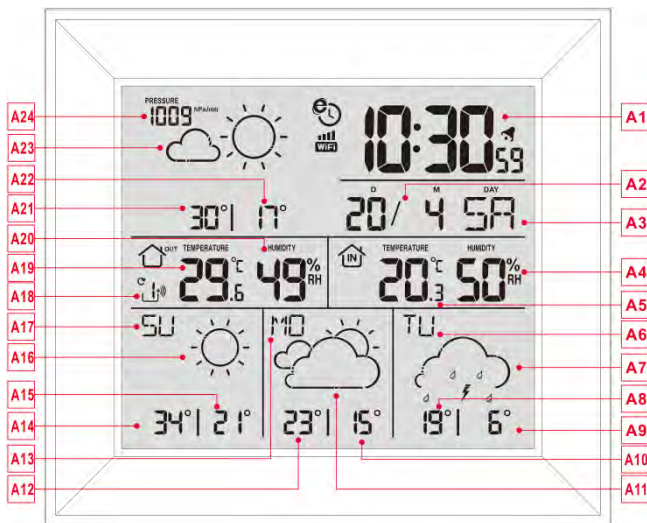 PRESSURE
1009 hPa/mb
WiFi
10:30 59
D M DAY
20/ 4 SA
30°| 17°
OUT TEMPERATURE HUMIDITY
29.6 °C 49% RH
1
IN TEMPERATURE HUMIDITY
20.3 °C 50% RH
SU
34°| 21°
MO
23°| 15°
TU
19°| 6°
A24
A23
A22
A21
A20
A19
A18
A17
A16
A15
A14
A13
A12
A1
A2
A3
A4
A5
A6
A7
A8
A9
A10
A11